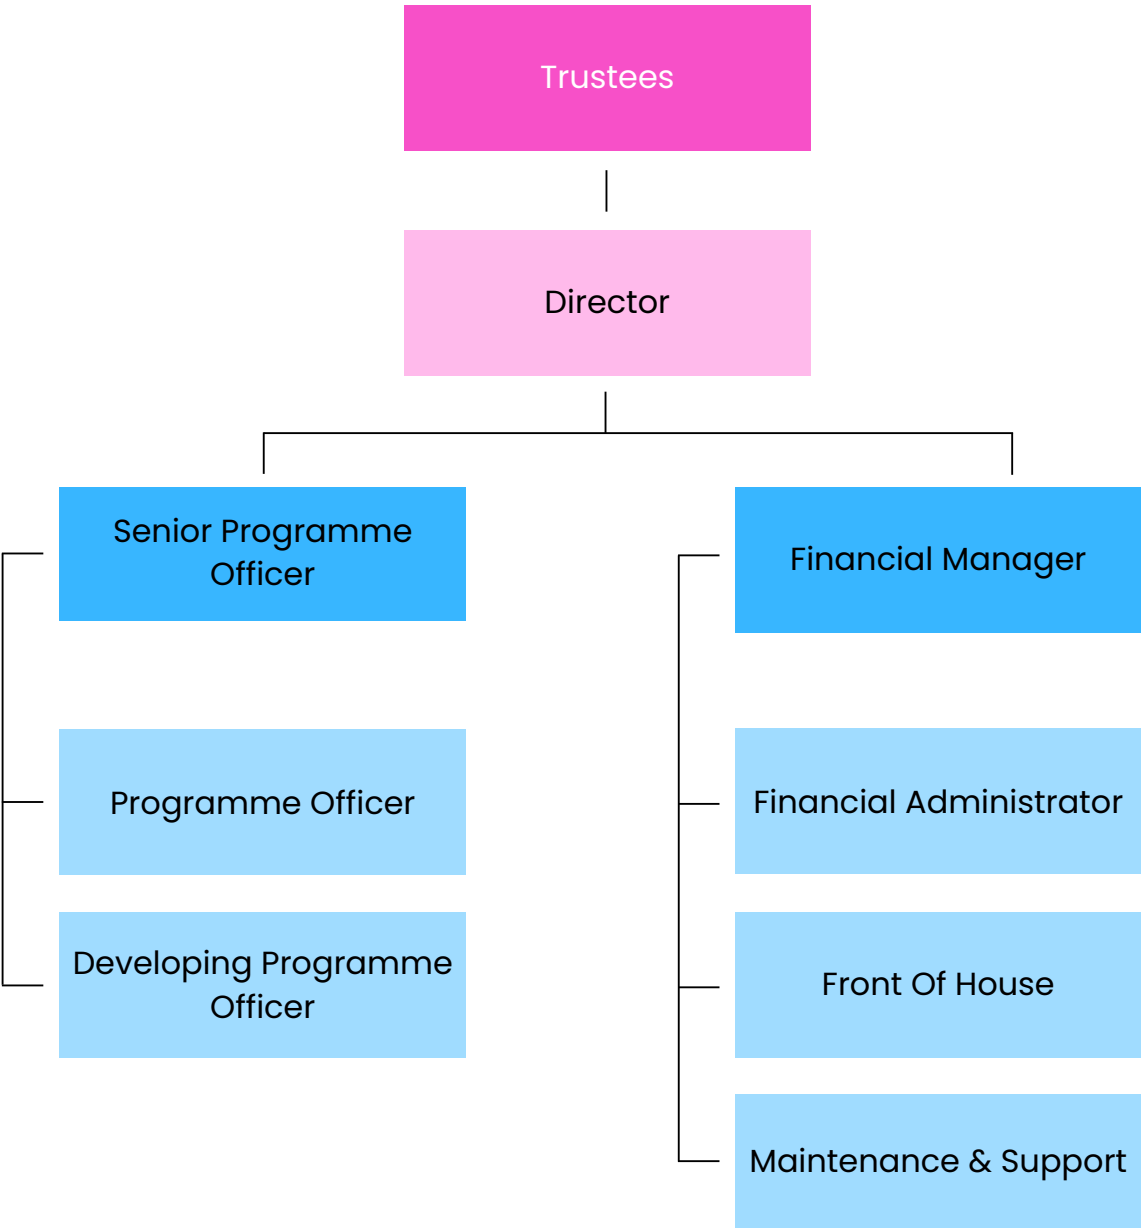 Trustees
Director
Senior Programme
Officer
Financial Manager
Programme Officer
Financial Administrator
Developing Programme
Officer
Front Of House
Maintenance & Support